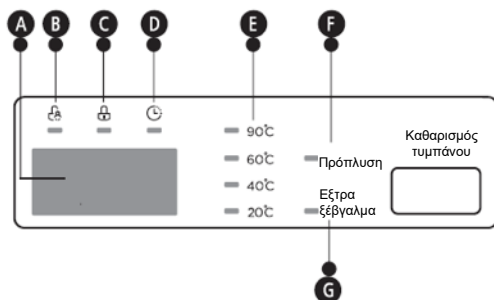 A B C D E F
90°C
60°C
40°C
20°C
Πρόπλυση
Εξτρα
ξέβγαλμα
Καθαρισμός
τυμπάνου
G